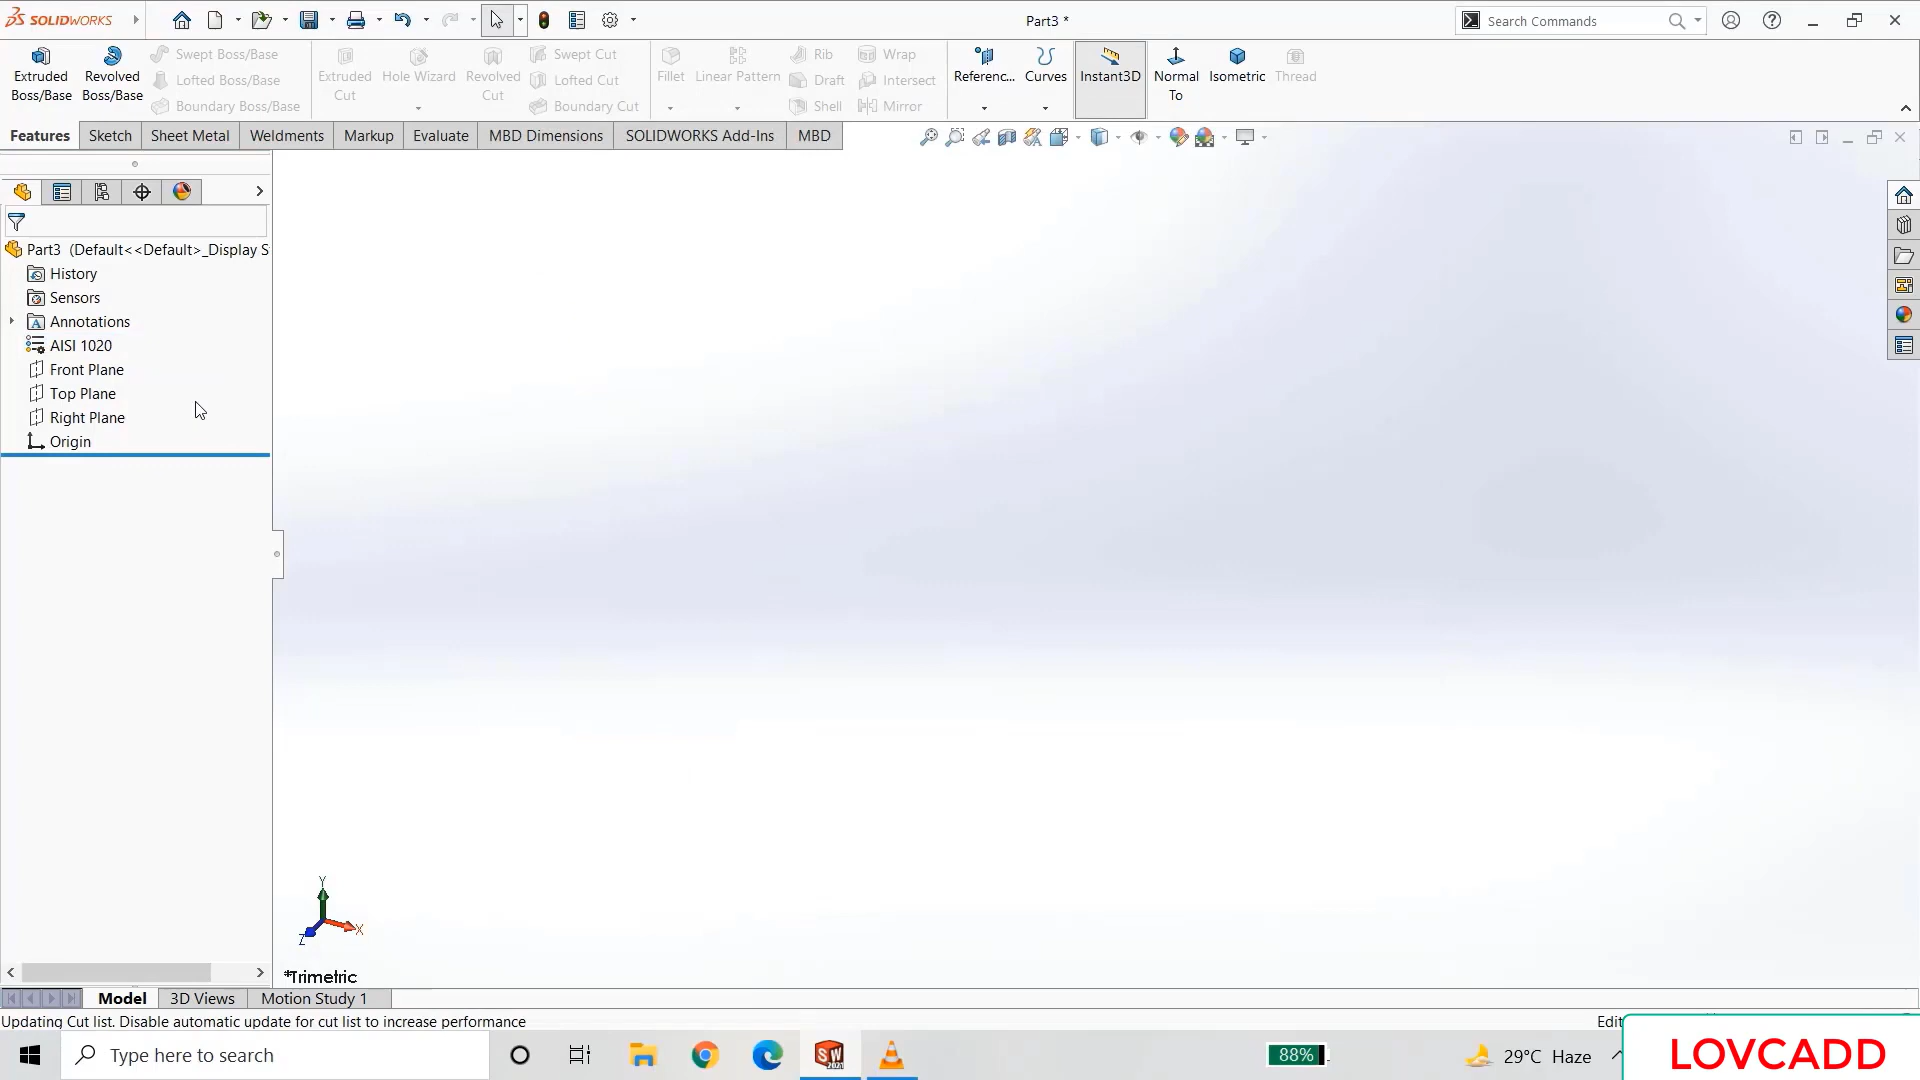 SOLIDWORKS
Part3 *
Search Commands
Extruded Boss/Base
Revolved Boss/Base
Swept Boss/Base
Lofted Boss/Base
Boundary Boss/Base
Extruded Cut
Hole Wizard
Revolved Cut
Swept Cut
Lofted Cut
Boundary Cut
Fillet
Linear Pattern
Rib
Draft
Shell
Wrap
Intersect
Mirror
Referenc...
Curves
Instant3D
Normal To
Isometric
Thread
Features
Sketch
Sheet Metal
Weldments
Markup
Evaluate
MBD Dimensions
SOLIDWORKS Add-Ins
MBD
Part3 (Default<<Default>_Display S
History
Sensors
Annotations
AISI 1020
Front Plane
Top Plane
Right Plane
Origin
Y
X
Z
*Trimetric
Model
3D Views
Motion Study 1
Updating Cut list. Disable automatic update for cut list to increase performance
Type here to search
SW 2021
88%
29°C Haze
LOVCADD